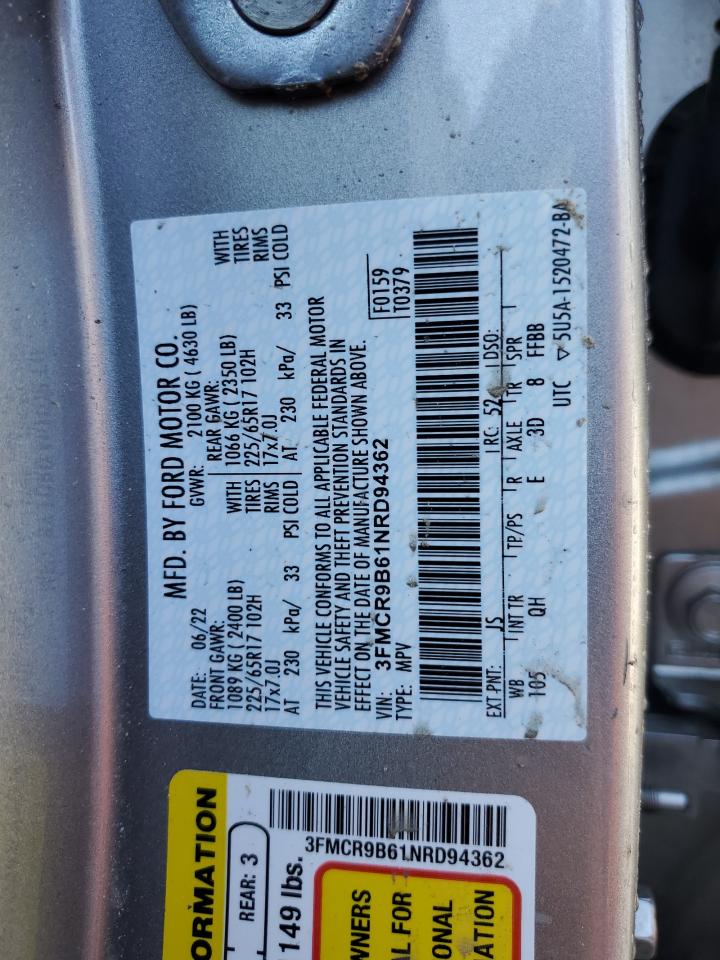 MFD. BY FORD MOTOR CO.
DATE: 06/22 GVWR: 2100 KG ( 4630 LB)
FRONT GAWR: REAR GAWR:
1089 KG ( 2400 LB) WITH 1066 KG ( 2350 LB) WITH
225/65R17 102H TIRES 225/65R17 102H TIRES
17x7.0J RIMS 17x7.0J RIMS
AT 230 kPa/ 33 PSI COLD AT 230 kPa/ 33 PSI COLD
THIS VEHICLE CONFORMS TO ALL APPLICABLE FEDERAL MOTOR
VEHICLE SAFETY AND THEFT PREVENTION STANDARDS IN
EFFECT ON THE DATE OF MANUFACTURE SHOWN ABOVE.
VIN: 3FMCR9B61NRD94362 F0159
TYPE: MPV T0379
EXT PNT: JS RC: 52 DSO:
WB INT TR TP/PS R AXLE TR SPR
105 QH E 3D 8 FFBB
UTC ▽5U5A-1520472-BA
ORMATION
REAR: 3
149 lbs.
3FMCR9B61NRD94362
WNERS
AL FOR
ONAL
ATION